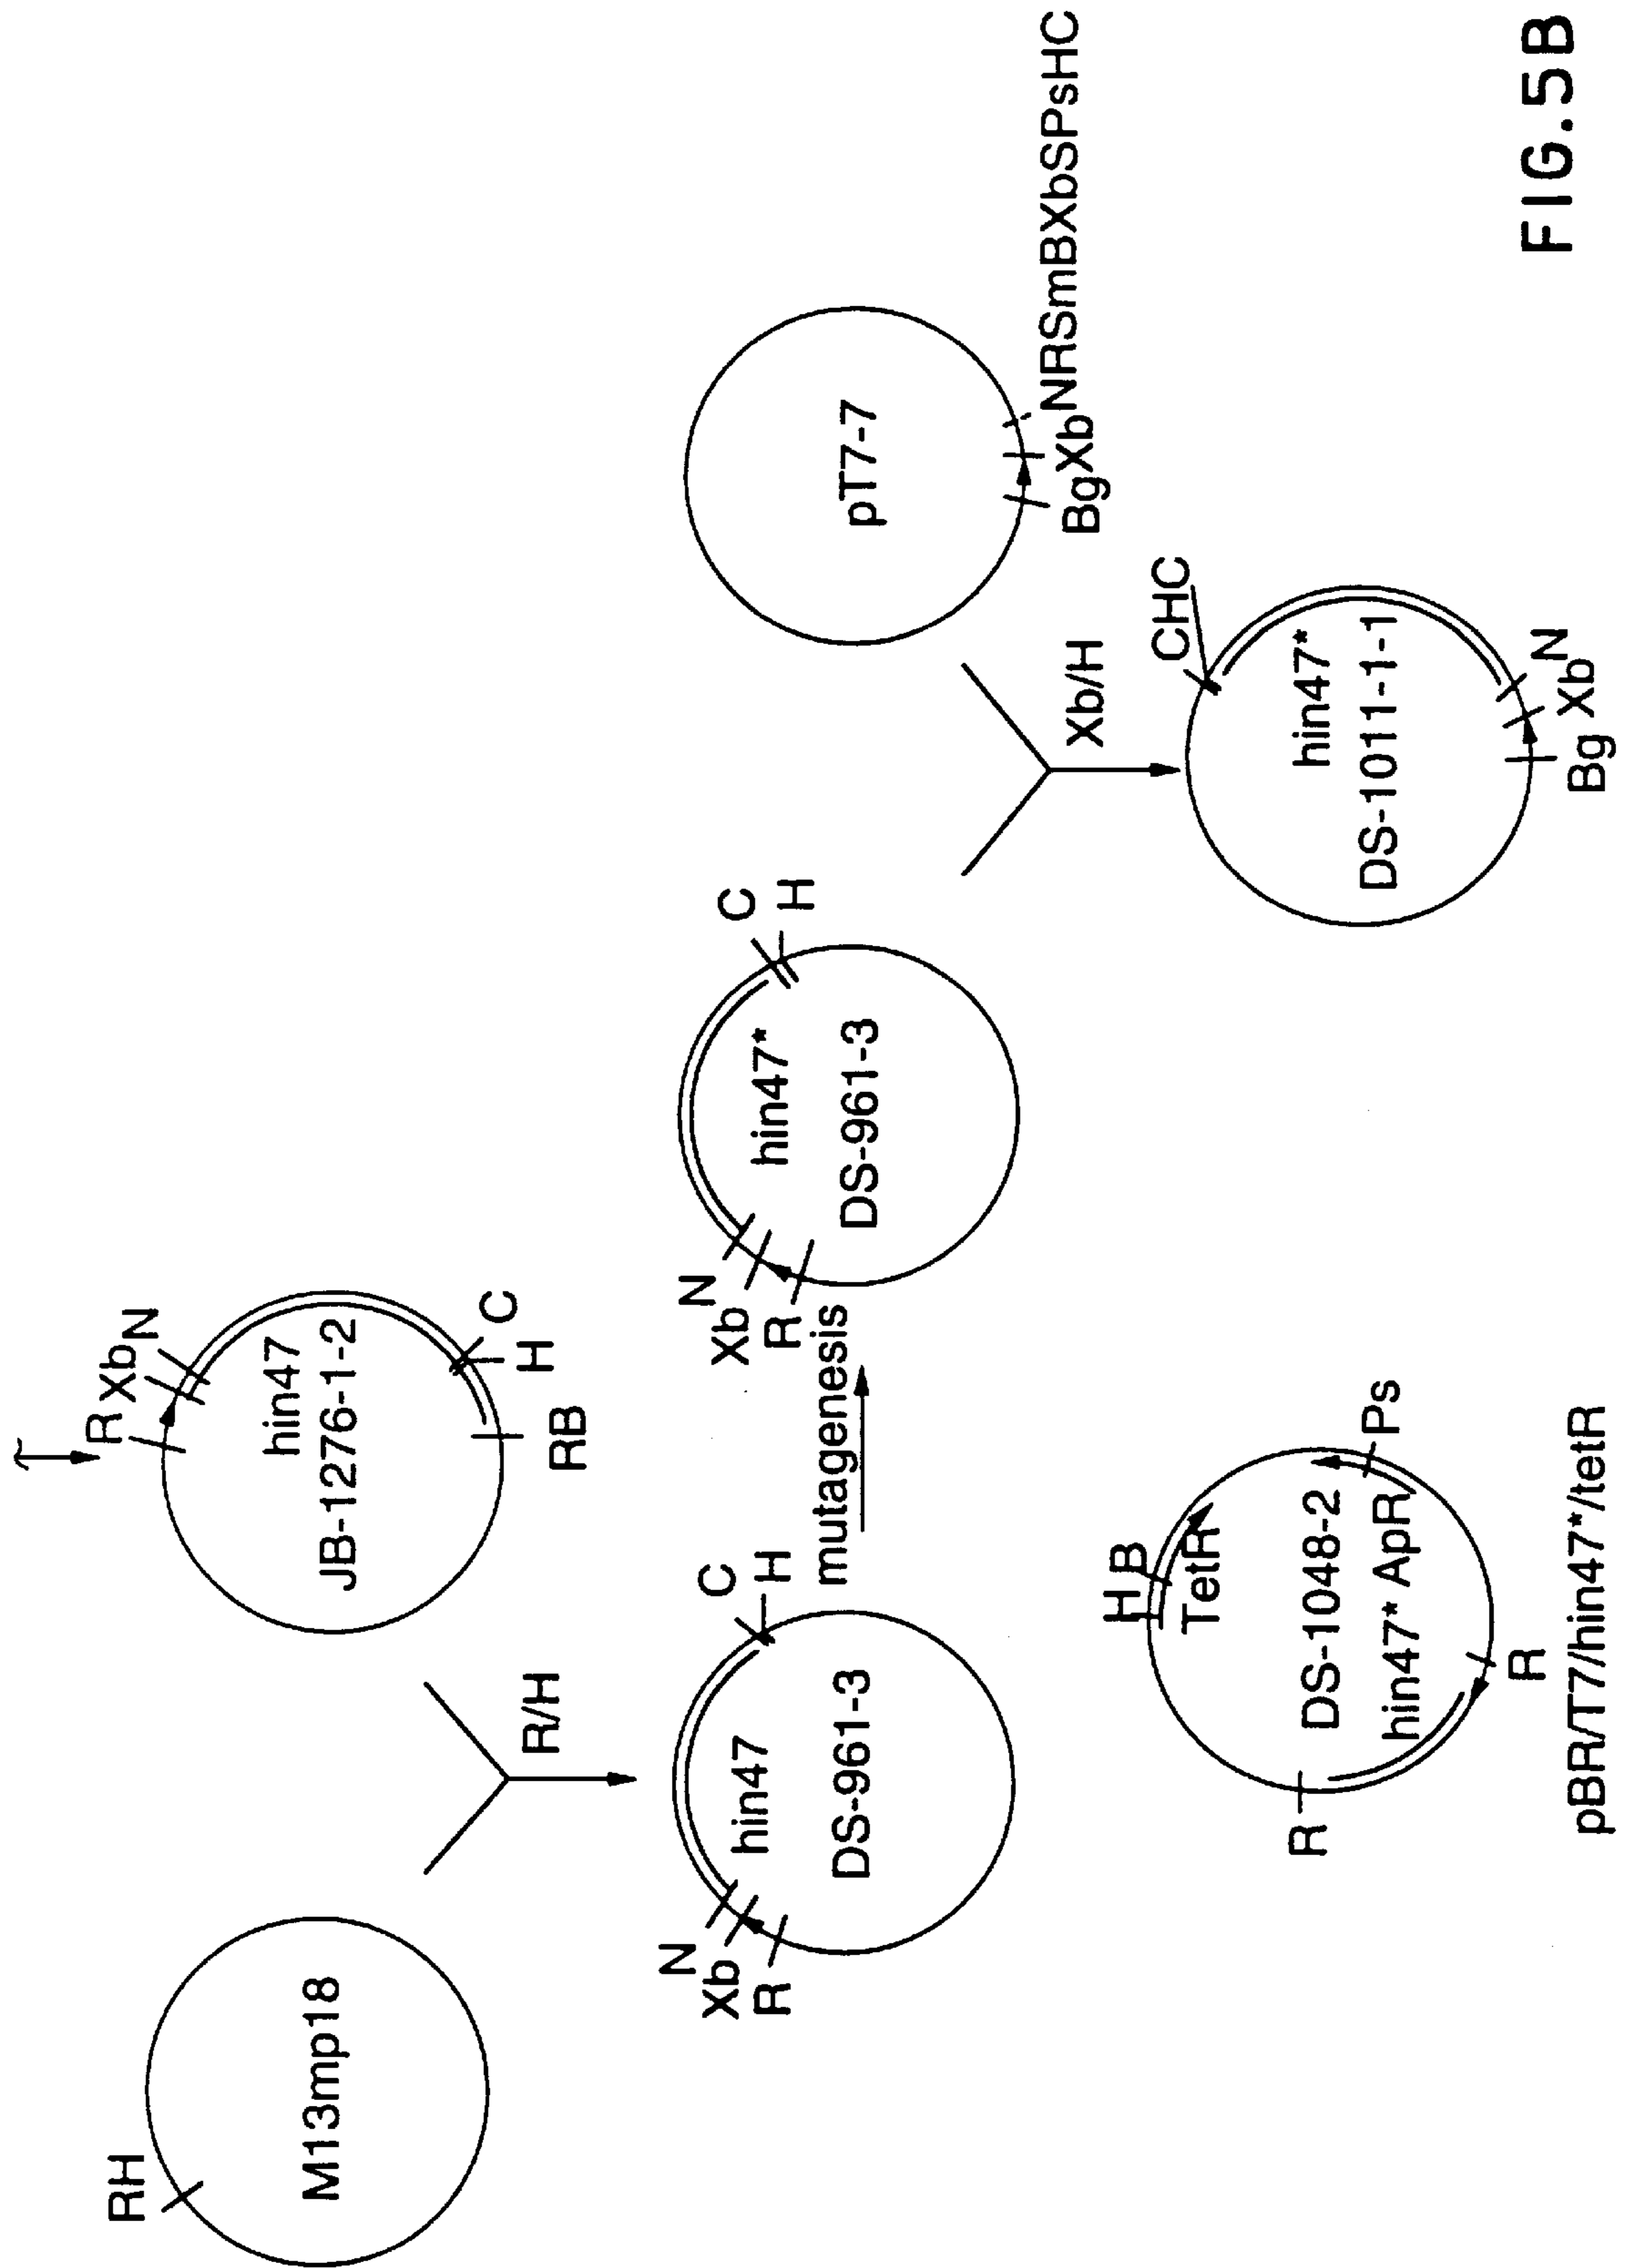 RH
M13mp18
R
Xb
N
hin47
JB-1276-1-2
C
H
RB
R/H
N
Xb
R
hin47
DS-961-3
C
H
mutagenesis
N
Xb
R
hin47*
DS-961-3
C
H
pT7-7
Bg
Xb
NRSmBXbSPsHC
Xb/H
CHC
hin47*
DS-1011-1-1
Bg
Xb
N
H
B
TetR
R
DS-1048-2
hin47* ApR
Ps
R
pBR/T7/hin47*/tetR
FIG.5B